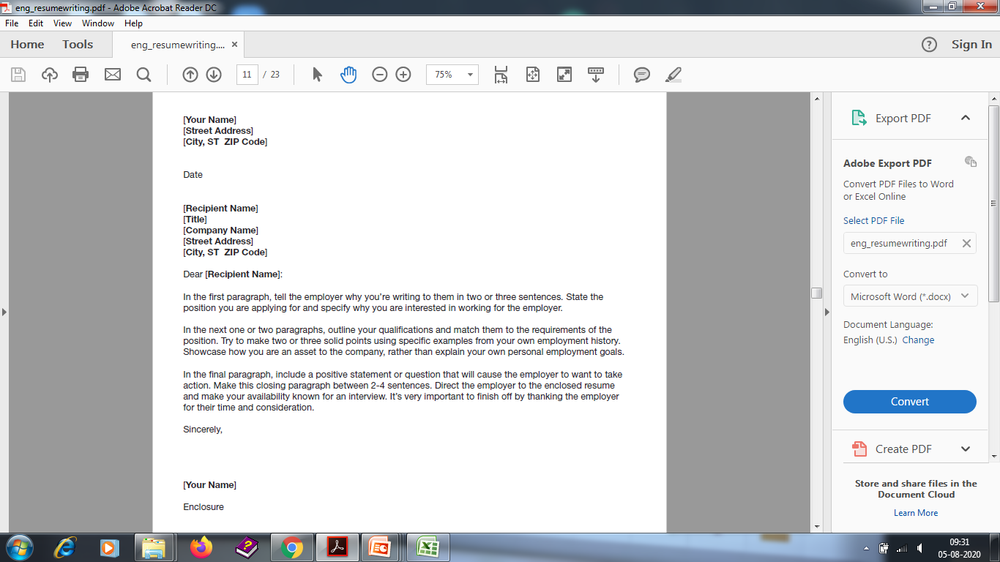 eng_resumewriting.pdf - Adobe Acrobat Reader DC
File Edit View Window Help
Home Tools eng_resumewriting.... × ? Sign In
11 / 23 75%
[Your Name]
[Street Address]
[City, ST  ZIP Code]
Date
[Recipient Name]
[Title]
[Company Name]
[Street Address]
[City, ST  ZIP Code]
Dear [Recipient Name]:
In the first paragraph, tell the employer why you’re writing to them in two or three sentences. State the
position you are applying for and specify why you are interested in working for the employer.
In the next one or two paragraphs, outline your qualifications and match them to the requirements of the
position. Try to make two or three solid points using specific examples from your own employment history.
Showcase how you are an asset to the company, rather than explain your own personal employment goals.
In the final paragraph, include a positive statement or question that will cause the employer to want to take
action. Make this closing paragraph between 2-4 sentences. Direct the employer to the enclosed resume
and make your availability known for an interview. It’s very important to finish off by thanking the employer
for their time and consideration.
Sincerely,
[Your Name]
Enclosure
Export PDF
Adobe Export PDF
Convert PDF Files to Word
or Excel Online
Select PDF File
eng_resumewriting.pdf
Convert to
Microsoft Word (*.docx)
Document Language:
English (U.S.) Change
Convert
Create PDF
Store and share files in the
Document Cloud
Learn More
09:31
05-08-2020